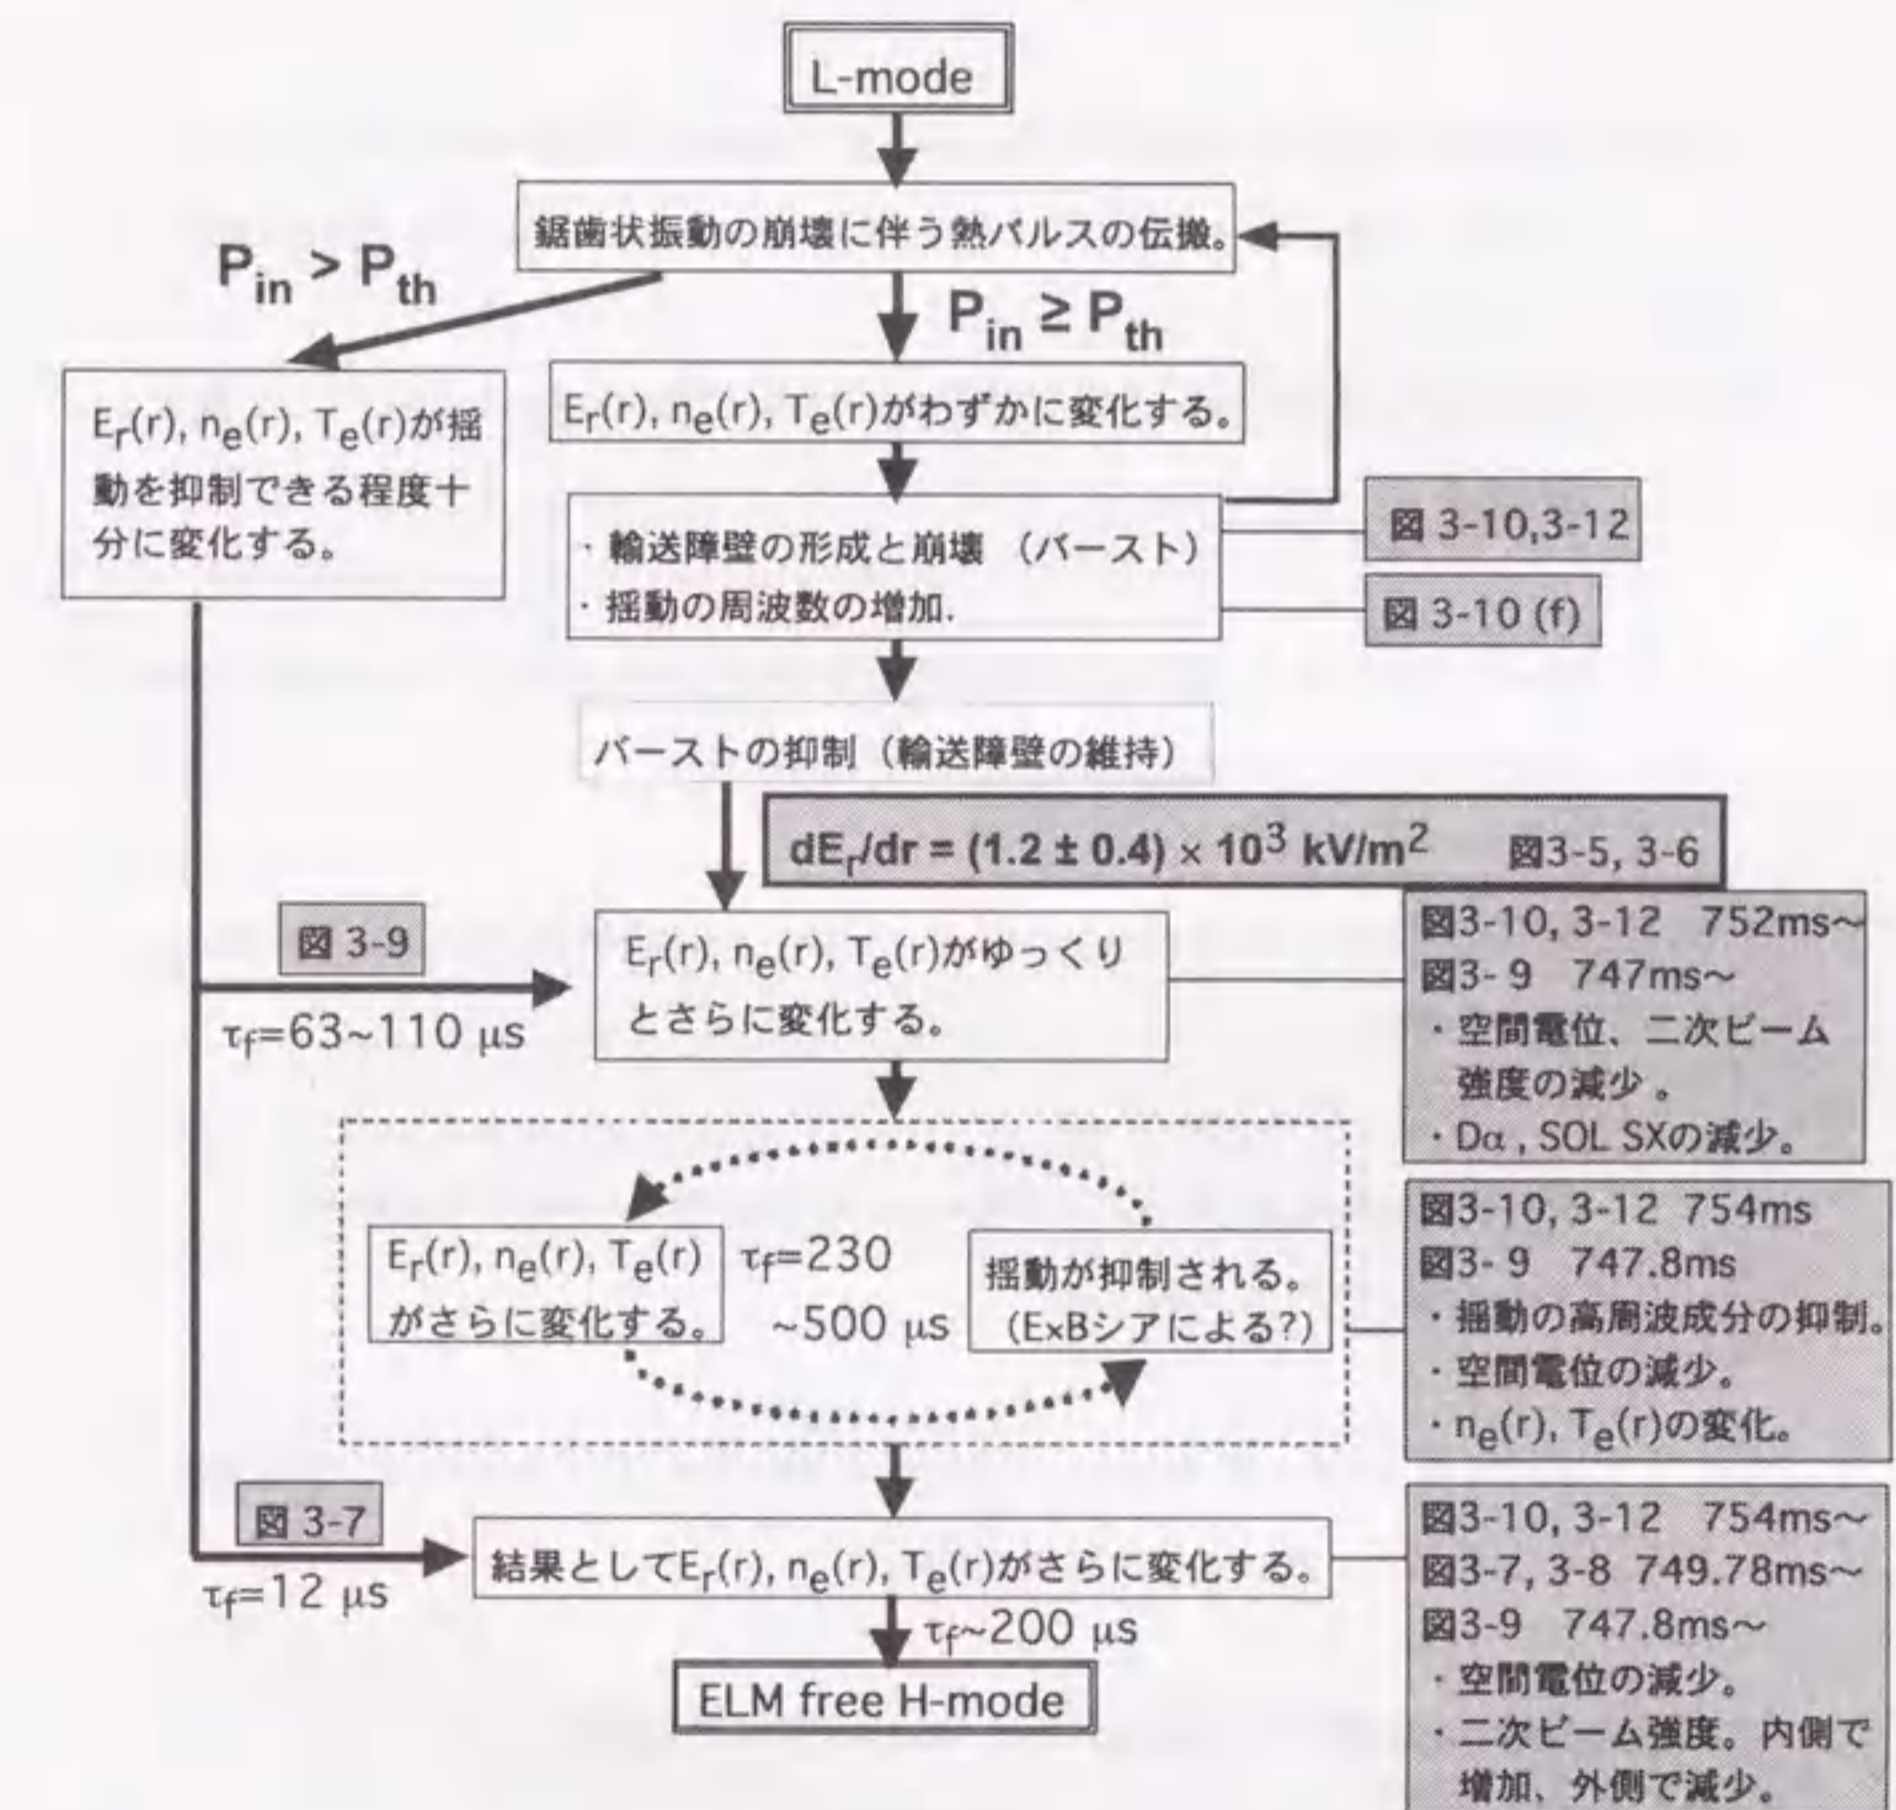 L-mode
鋸歯状振動の崩壊に伴う熱パルスの伝搬。
Pin > Pth
Pin ≥ Pth
Er(r), ne(r), Te(r)が揺
動を抑制できる程度十
分に変化する。
Er(r), ne(r), Te(r)がわずかに変化する。
・輸送障壁の形成と崩壊 （バースト）
・揺動の周波数の増加.
図 3-10,3-12
図 3-10 (f)
バーストの抑制（輸送障壁の維持）
dEr/dr = (1.2 ± 0.4) × 10³ kV/m² 図3-5, 3-6
図 3-9
τf=63~110 μs
Er(r), ne(r), Te(r)がゆっくり
とさらに変化する。
図3-10, 3-12 752ms～
図3- 9 747ms～
・空間電位、二次ビーム
強度の減少 。
・Dα , SOL SXの減少。
Er(r), ne(r), Te(r)
がさらに変化する。
τf=230
~500 μs
揺動が抑制される。
（ExBシアによる?）
図3-10, 3-12 754ms
図3- 9 747.8ms
・揺動の高周波成分の抑制。
・空間電位の減少。
・ne(r), Te(r)の変化。
図 3-7
τf=12 μs
結果としてEr(r), ne(r), Te(r)がさらに変化する。
τf~200 μs
ELM free H-mode
図3-10, 3-12 754ms～
図3-7, 3-8 749.78ms～
図3-9 747.8ms～
・空間電位の減少。
・二次ビーム強度。内側で
増加、外側で減少。